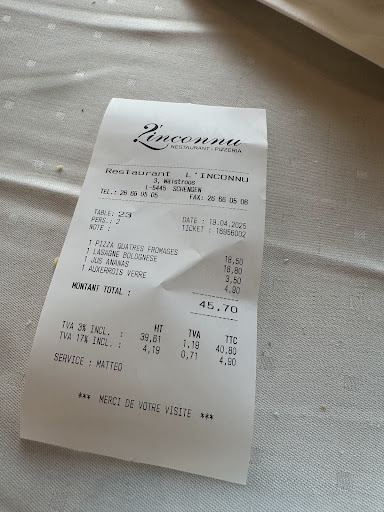 L'inconnu
RESTAURANT - PIZZERIA
Restaurant L'INCONNU
3, Waistroos
L-5445 SCHENGEN
TEL.: 26 66 05 05 FAX: 26 66 05 06
TABLE: 23 DATE : 19.04.2025
PERS.: 2 TICKET : 18956002
NOTE :
1 PIZZA QUATRES FROMAGES 18,50
1 LASAGNE BOLOGNESE 18,80
1 JUS ANANAS 3,50
1 AUXERROIS VERRE 4,90
MONTANT TOTAL : 45,70
HT TVA TTC
TVA 3% INCL. : 39,61 1,19 40,80
TVA 17% INCL. : 4,19 0,71 4,90
SERVICE : MATTEO
*** MERCI DE VOTRE VISITE ***